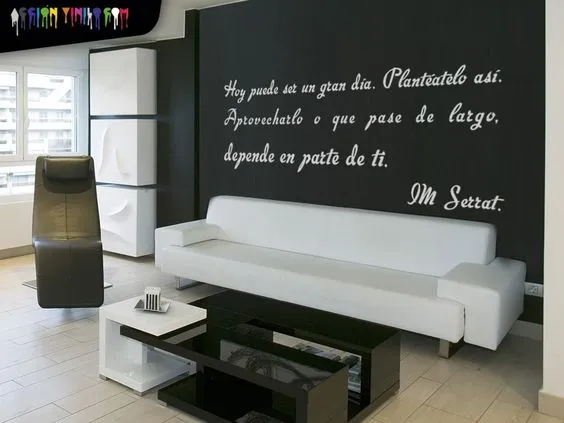 ACCIÓN VINILO.COM
Hoy puede ser un gran día. Plantéatelo así.
Aprovecharlo o que pase de largo,
depende en parte de ti.
JM Serrat.